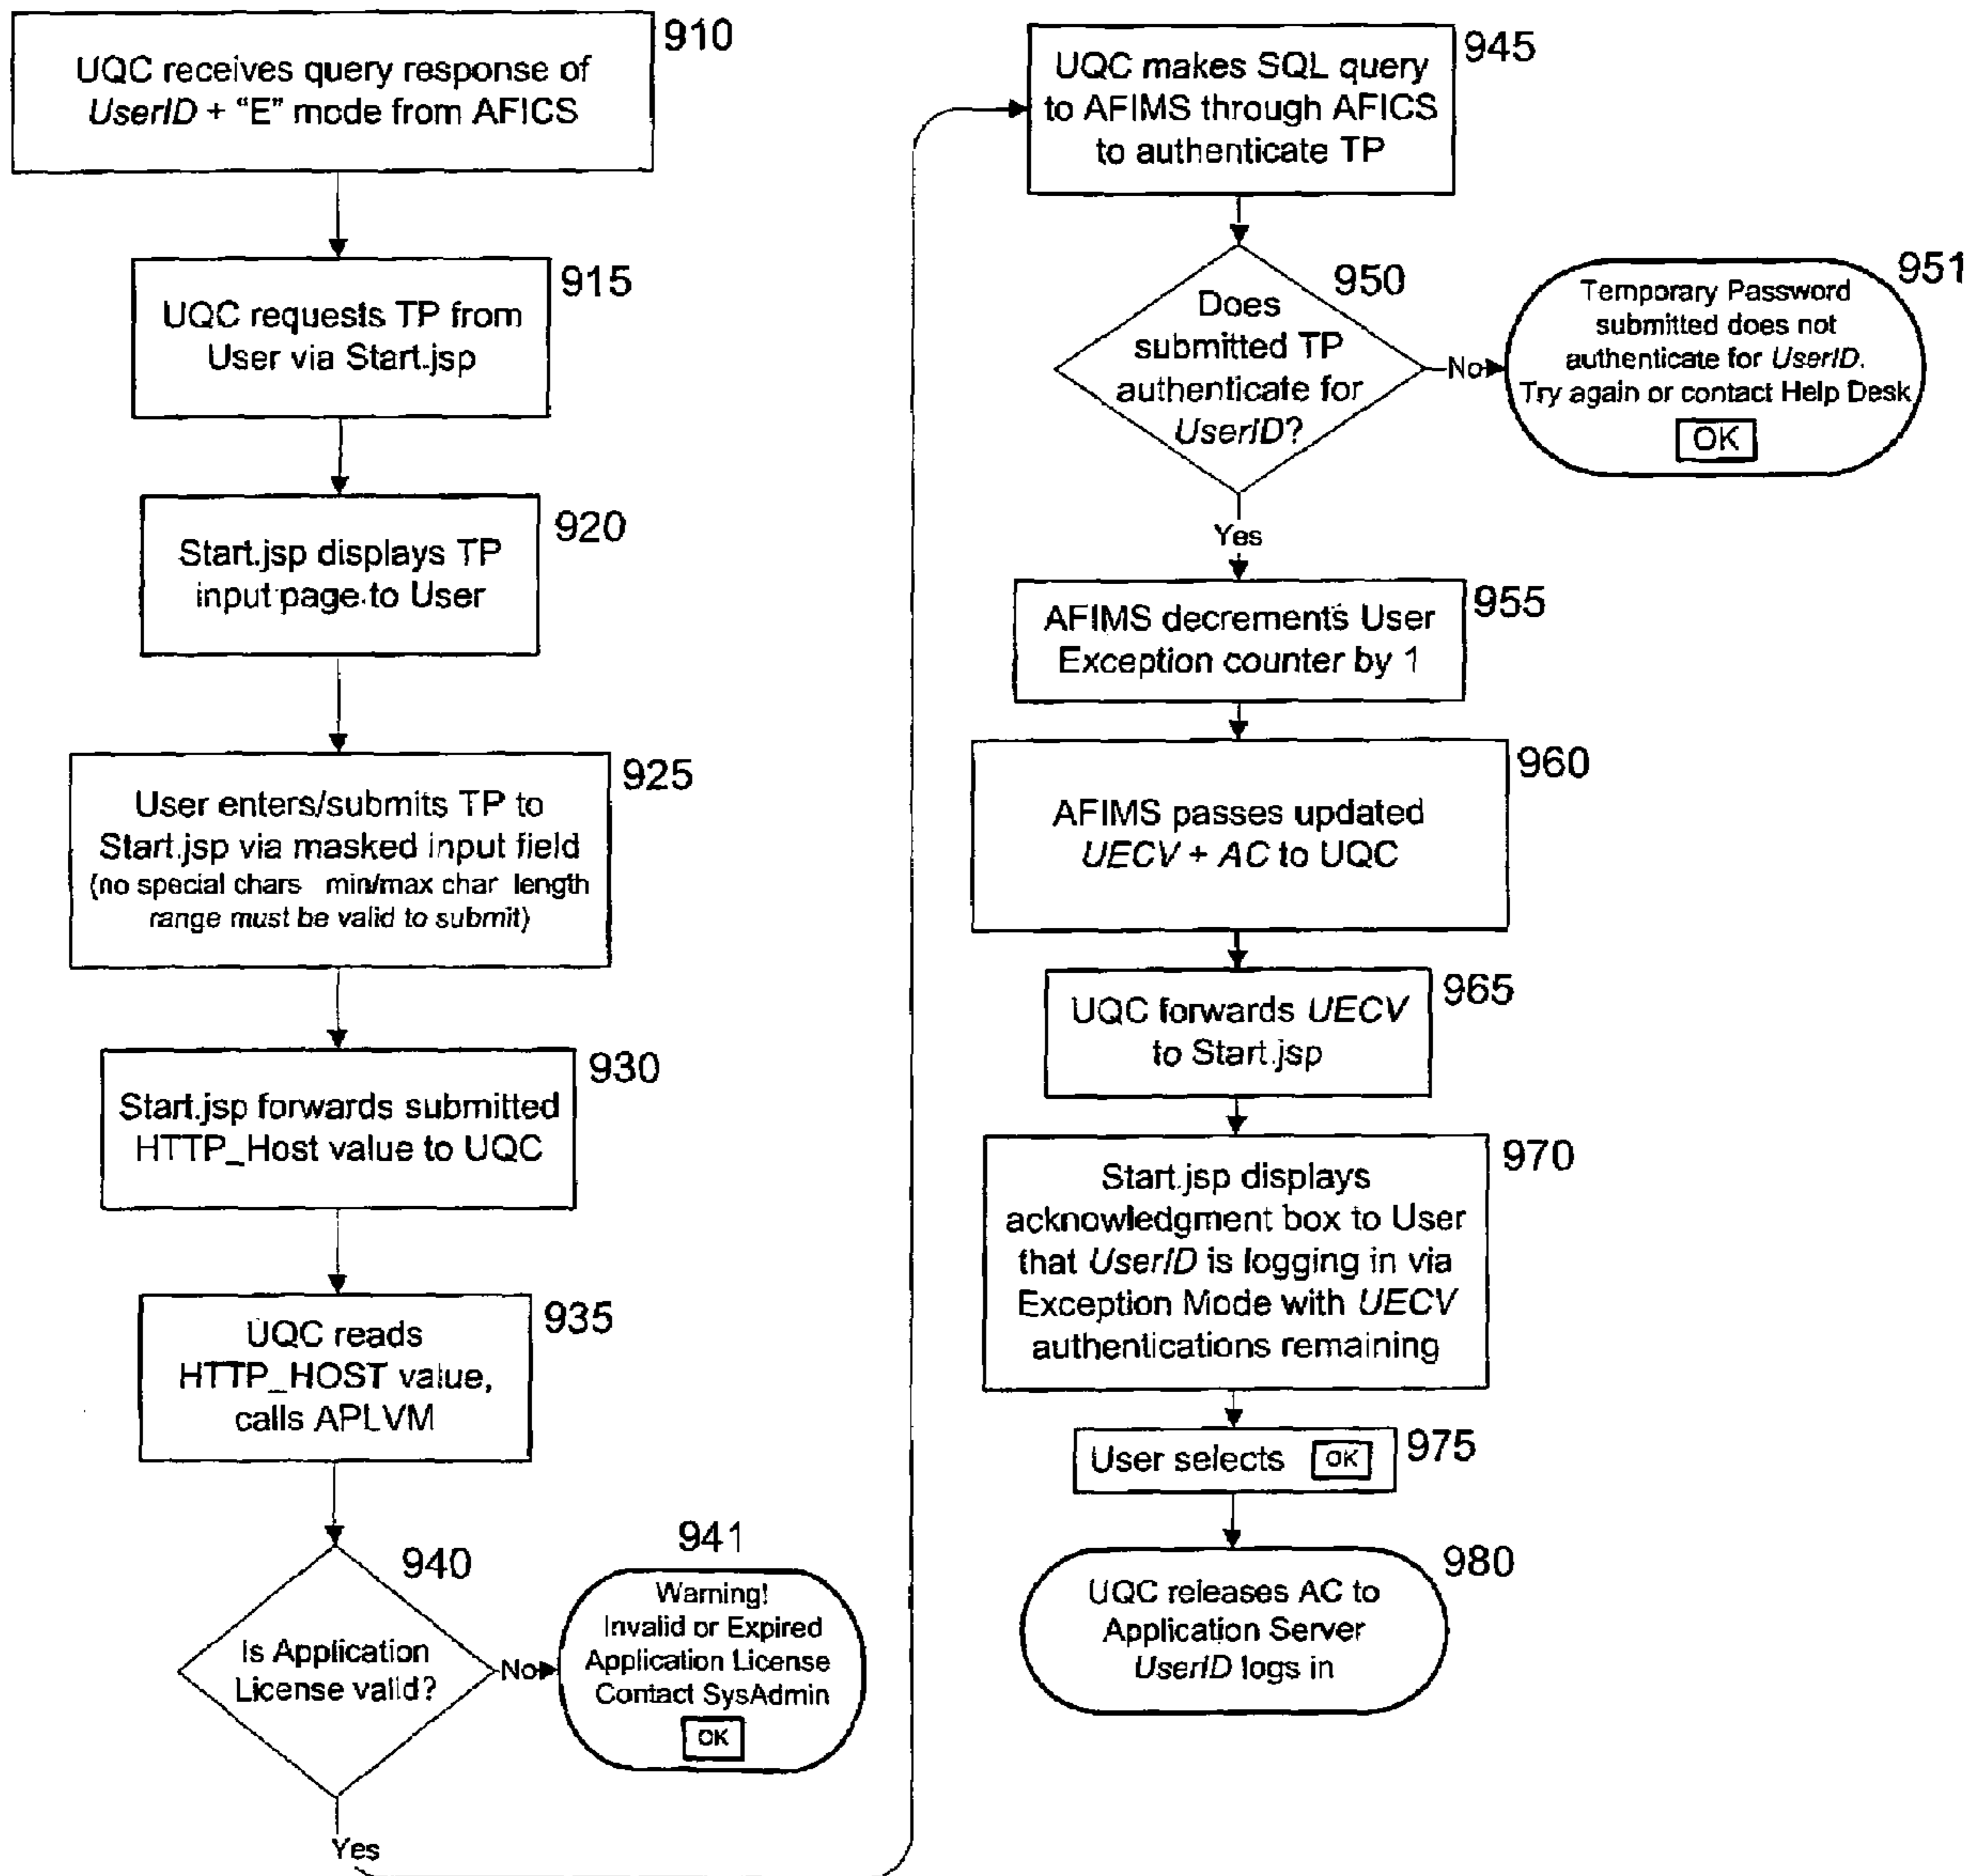 910
UQC receives query response of
UserID + “E” mode from AFICS
915
UQC requests TP from
User via Start.jsp
920
Start.jsp displays TP
input page to User
925
User enters/submits TP to
Start.jsp via masked input field
(no special chars min/max char length
range must be valid to submit)
930
Start.jsp forwards submitted
HTTP_Host value to UQC
935
UQC reads
HTTP_HOST value,
calls APLVM
940
Is Application
License valid?
No
941
Warning!
Invalid or Expired
Application License
Contact SysAdmin
OK
Yes
945
UQC makes SQL query
to AFIMS through AFICS
to authenticate TP
950
Does
submitted TP
authenticate for
UserID?
No
951
Temporary Password
submitted does not
authenticate for UserID.
Try again or contact Help Desk
OK
Yes
955
AFIMS decrements User
Exception counter by 1
960
AFIMS passes updated
UECV + AC to UQC
965
UQC forwards UECV
to Start.jsp
970
Start.jsp displays
acknowledgment box to User
that UserID is logging in via
Exception Mode with UECV
authentications remaining
975
User selects OK
980
UQC releases AC to
Application Server
UserID logs in